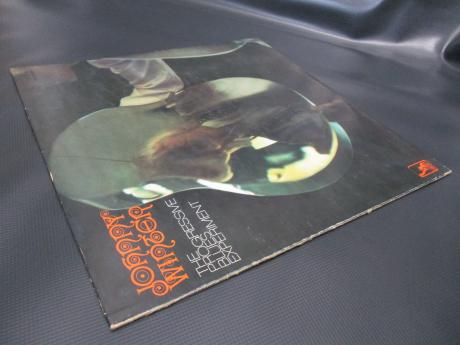 JOHNNY
WINTER
THE
PROGRESSIVE
BLUES
EXPERIMENT